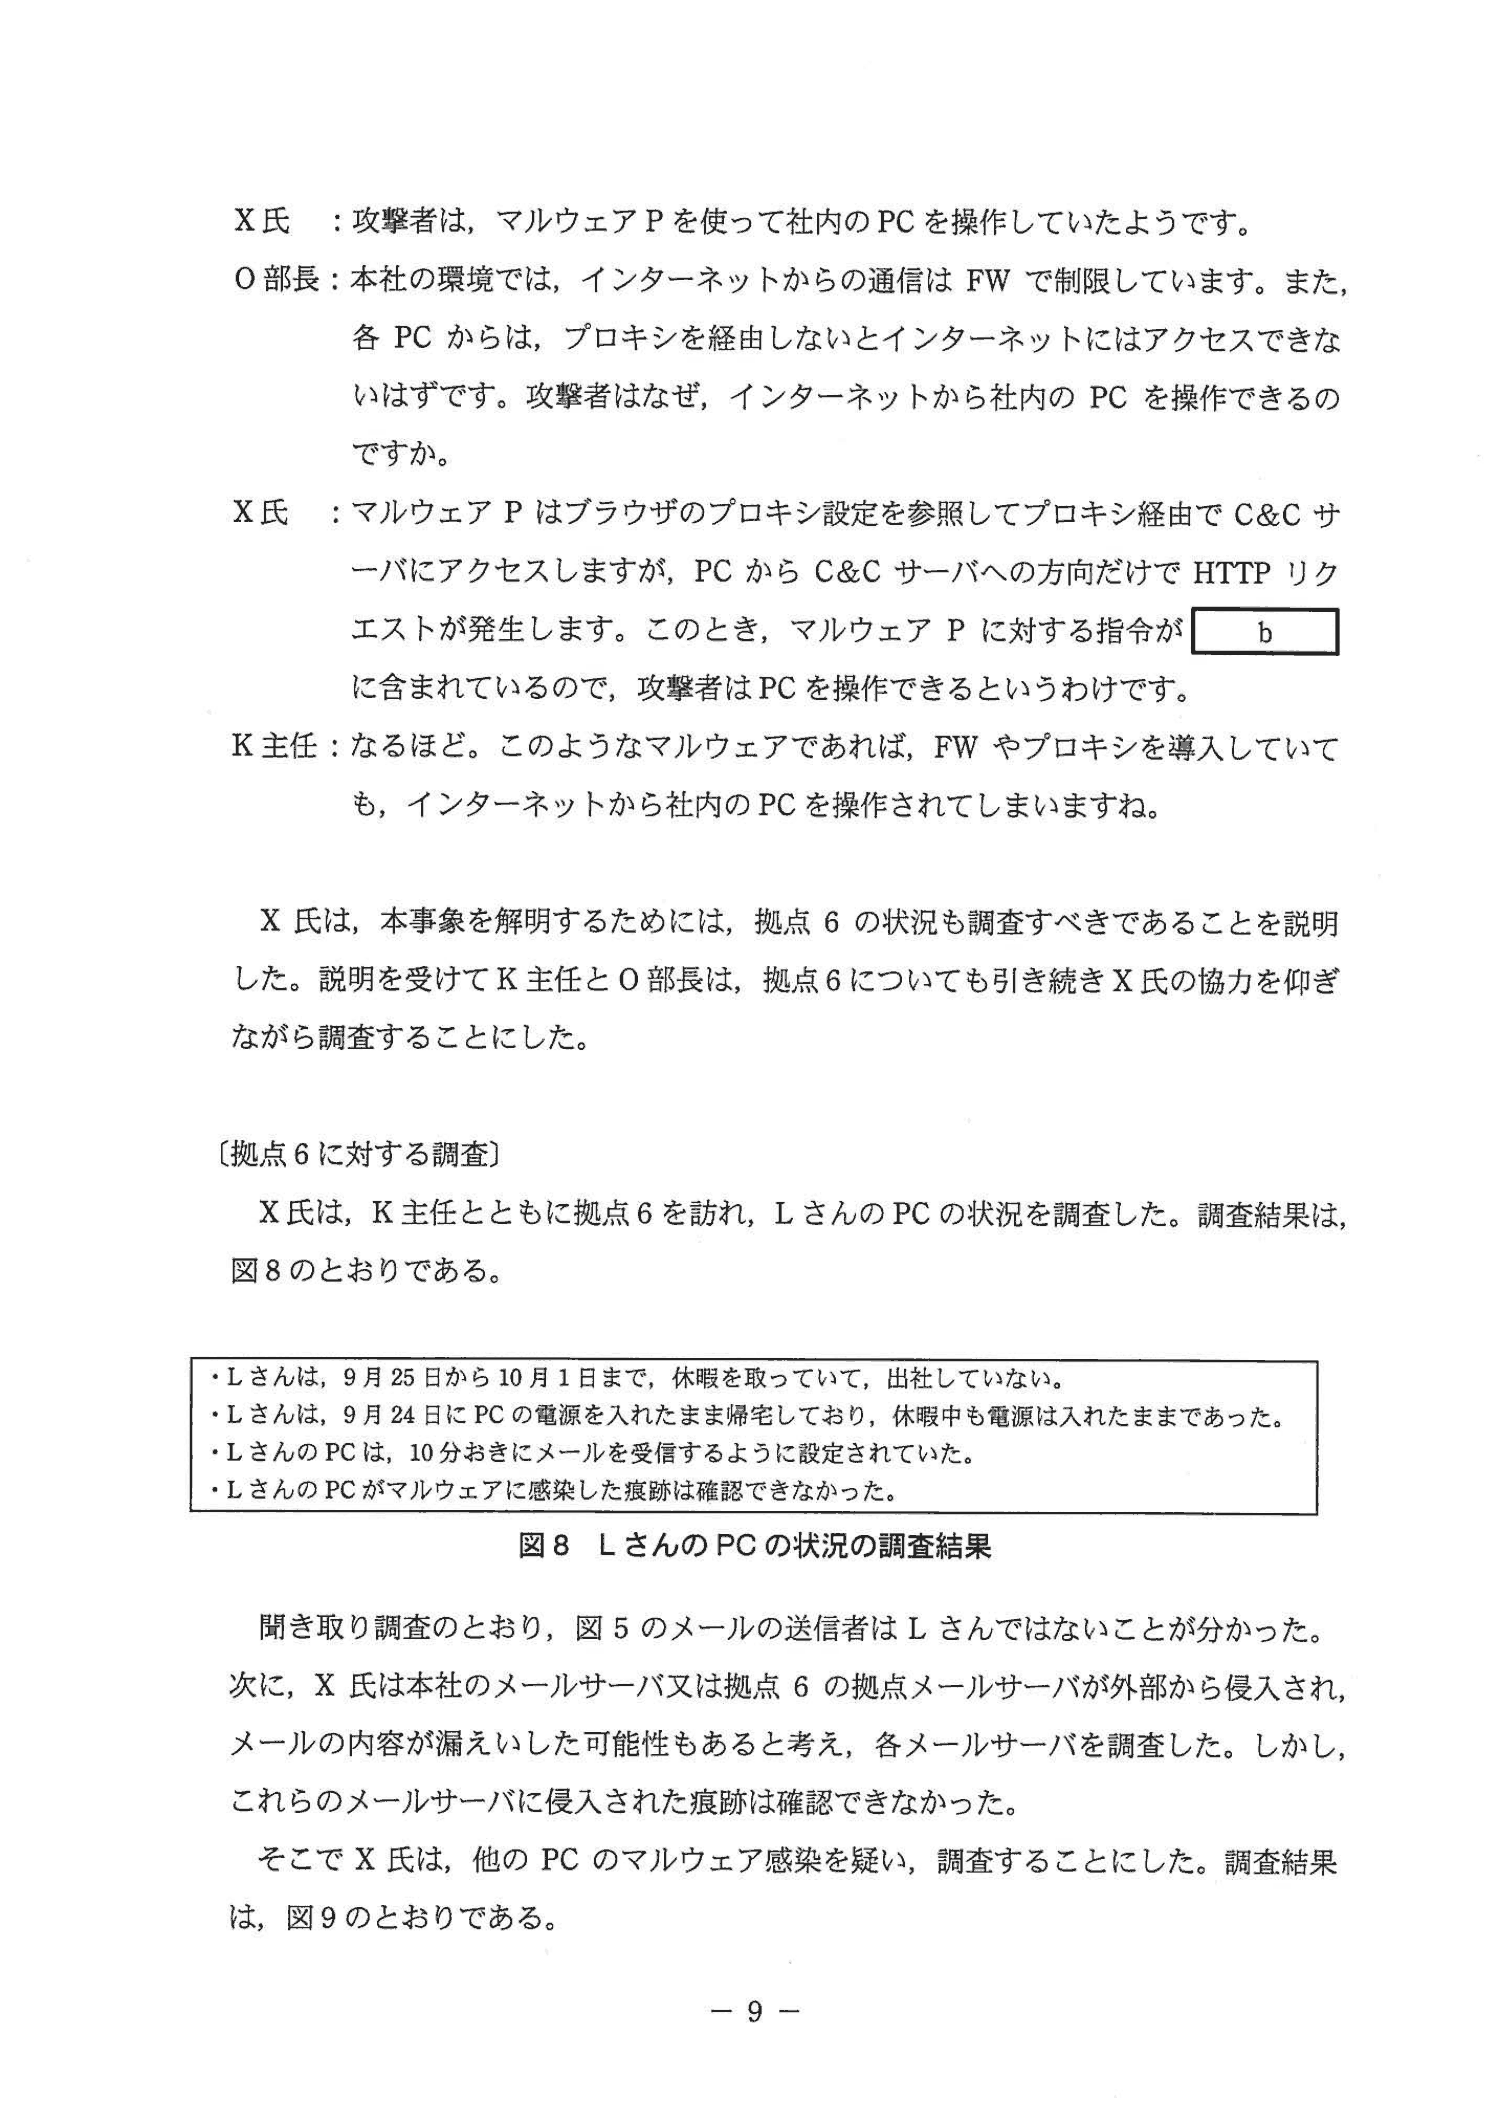 X氏　：攻撃者は，マルウェアPを使って社内のPCを操作していたようです。
O部長：本社の環境では，インターネットからの通信は FW で制限しています。また，
各 PC からは，プロキシを経由しないとインターネットにはアクセスできな
いはずです。攻撃者はなぜ，インターネットから社内の PC を操作できるの
ですか。
X氏　：マルウェア P はブラウザのプロキシ設定を参照してプロキシ経由で C&C サ
ーバにアクセスしますが，PC から C&C サーバへの方向だけで HTTP リク
エストが発生します。このとき，マルウェア P に対する指令が b
に含まれているので，攻撃者はPCを操作できるというわけです。
K主任：なるほど。このようなマルウェアであれば，FW やプロキシを導入していて
も，インターネットから社内のPCを操作されてしまいますね。
X 氏は，本事象を解明するためには，拠点 6 の状況も調査すべきであることを説明
した。説明を受けてK主任とO部長は，拠点6についても引き続きX氏の協力を仰ぎ
ながら調査することにした。
〔拠点6に対する調査〕
X氏は，K主任とともに拠点6を訪れ，LさんのPCの状況を調査した。調査結果は，
図8のとおりである。
・Lさんは，9月25日から10月1日まで，休暇を取っていて，出社していない。
・Lさんは，9月24日にPCの電源を入れたまま帰宅しており，休暇中も電源は入れたままであった。
・LさんのPCは，10分おきにメールを受信するように設定されていた。
・LさんのPCがマルウェアに感染した痕跡は確認できなかった。
図8　LさんのPCの状況の調査結果
聞き取り調査のとおり，図 5 のメールの送信者は L さんではないことが分かった。
次に，X 氏は本社のメールサーバ又は拠点 6 の拠点メールサーバが外部から侵入され，
メールの内容が漏えいした可能性もあると考え，各メールサーバを調査した。しかし，
これらのメールサーバに侵入された痕跡は確認できなかった。
そこで X 氏は，他の PC のマルウェア感染を疑い，調査することにした。調査結果
は，図9のとおりである。
－ 9 －